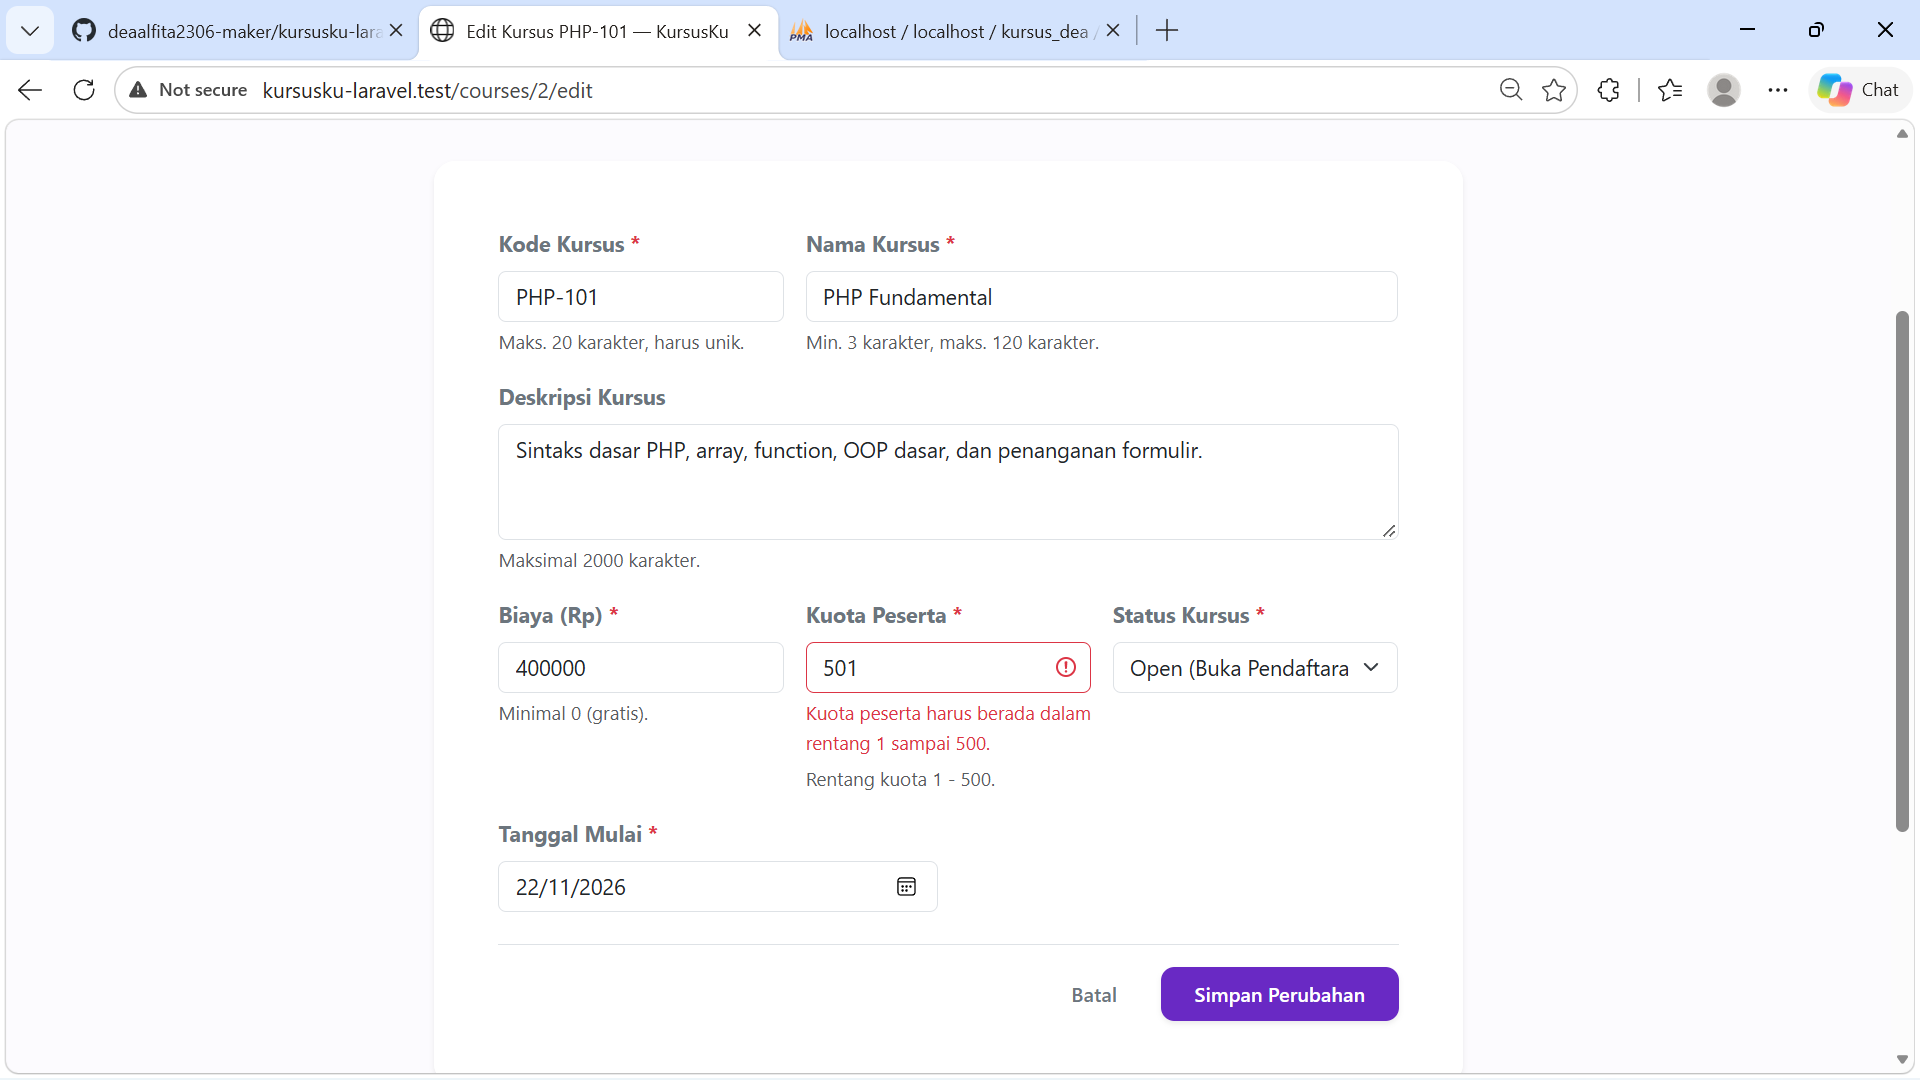 deaalfita2306-maker/kursusku-lara
Edit Kursus PHP-101 — KursusKu
PMA
localhost / localhost / kursus_dea /
Not secure
kursusku-laravel.test/courses/2/edit
Chat
Kode Kursus *
Nama Kursus *
PHP-101
PHP Fundamental
Maks. 20 karakter, harus unik.
Min. 3 karakter, maks. 120 karakter.
Deskripsi Kursus
Sintaks dasar PHP, array, function, OOP dasar, dan penanganan formulir.
Maksimal 2000 karakter.
Biaya (Rp) *
Kuota Peserta *
Status Kursus *
400000
501
Open (Buka Pendaftara
Minimal 0 (gratis).
Kuota peserta harus berada dalam
rentang 1 sampai 500.
Rentang kuota 1 - 500.
Tanggal Mulai *
22/11/2026
Batal
Simpan Perubahan